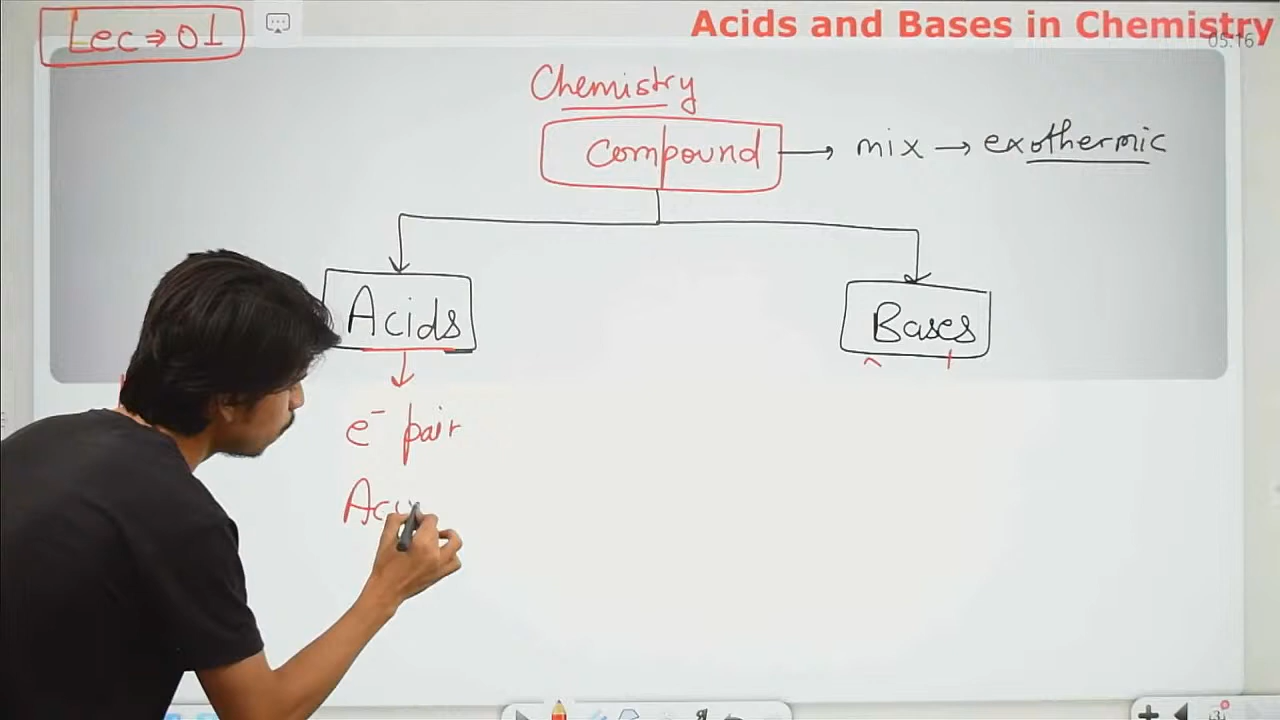 Lec⇒01
Acids and Bases in Chemistry
05:16
Chemistry
Compound → mix → exothermic
Acids
Bases
e⁻ pair